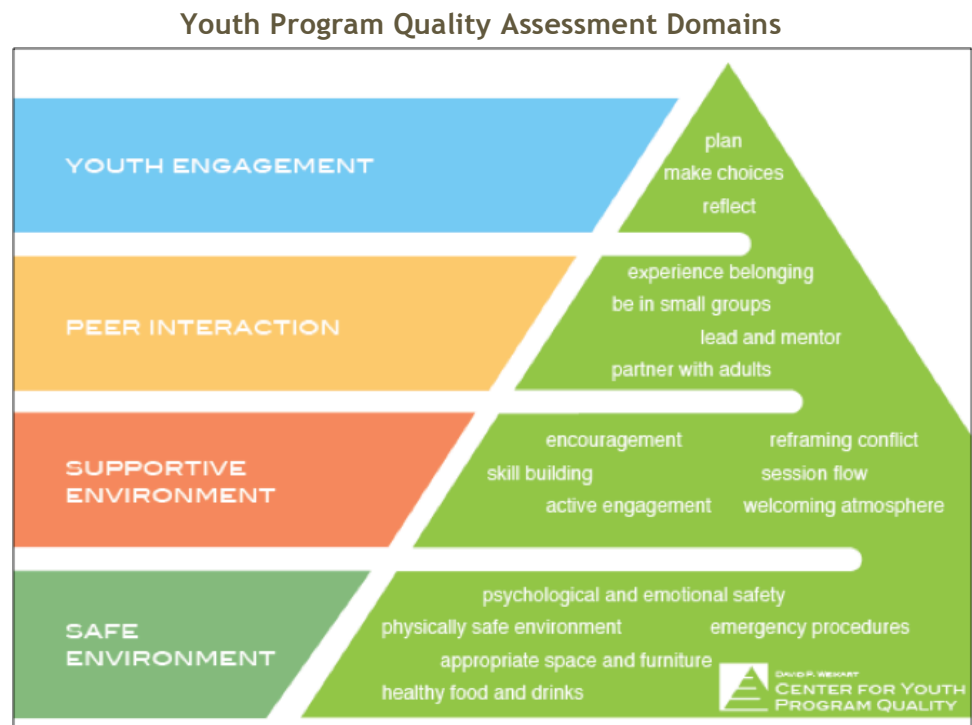 Youth Program Quality Assessment Domains
YOUTH ENGAGEMENT
plan
make choices
reflect
PEER INTERACTION
experience belonging
be in small groups
lead and mentor
partner with adults
SUPPORTIVE
ENVIRONMENT
encouragement reframing conflict
skill building session flow
active engagement welcoming atmosphere
SAFE
ENVIRONMENT
psychological and emotional safety
physically safe environment emergency procedures
appropriate space and furniture
healthy food and drinks
DAVID P. WEIKART
CENTER FOR YOUTH
PROGRAM QUALITY